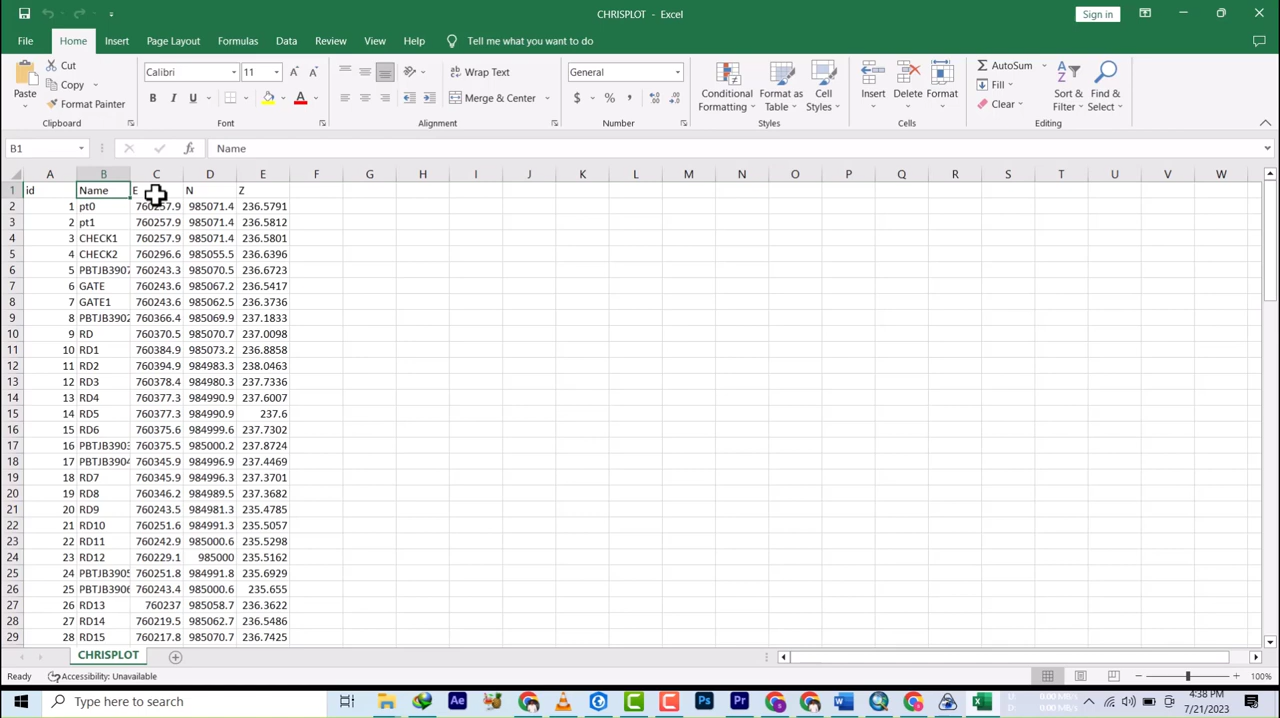 CHRISPLOT - Excel
Sign in
File Home Insert Page Layout Formulas Data Review View Help Tell me what you want to do
Paste Cut Copy Format Painter
Calibri 11
B I U A
Wrap Text
Merge & Center
General
$ % ,
Conditional Formatting Format as Table Cell Styles
Insert Delete Format
AutoSum Fill Clear
Sort & Filter Find & Select
Clipboard Font Alignment Number Styles Cells Editing
B1 fx Name
A B C D E F G H I J K L M N O P Q R S T U V W
1 id Name E N Z
2 1 pt0 760257.9 985071.4 236.5791
3 2 pt1 760257.9 985071.4 236.5812
4 3 CHECK1 760257.9 985071.4 236.5801
5 4 CHECK2 760296.6 985055.5 236.6396
6 5 PBTJB3907 760243.3 985070.5 236.6723
7 6 GATE 760243.6 985067.2 236.5417
8 7 GATE1 760243.6 985062.5 236.3736
9 8 PBTJB3902 760366.4 985069.9 237.1833
10 9 RD 760370.5 985070.7 237.0098
11 10 RD1 760384.9 985073.2 236.8858
12 11 RD2 760394.9 984983.3 238.0463
13 12 RD3 760378.4 984980.3 237.7336
14 13 RD4 760377.3 984990.9 237.6007
15 14 RD5 760377.3 984990.9 237.6
16 15 RD6 760375.6 984999.6 237.7302
17 16 PBTJB3903 760375.5 985000.2 237.8724
18 17 PBTJB3904 760345.9 984996.9 237.4469
19 18 RD7 760345.9 984996.3 237.3701
20 19 RD8 760346.2 984989.5 237.3682
21 20 RD9 760243.5 984981.3 235.4785
22 21 RD10 760251.6 984991.3 235.5057
23 22 RD11 760242.9 985000.6 235.5298
24 23 RD12 760229.1 985000 235.5162
25 24 PBTJB3905 760251.8 984991.8 235.6929
26 25 PBTJB3906 760243.4 985000.6 235.655
27 26 RD13 760237 985058.7 236.3622
28 27 RD14 760219.5 985062.7 236.5486
29 28 RD15 760217.8 985070.7 236.7425
CHRISPLOT
Ready Accessibility: Unavailable 100%
Type here to search
U: 0.00 MB/s
D: 0.00 MB/s
4:38 PM
7/21/2023